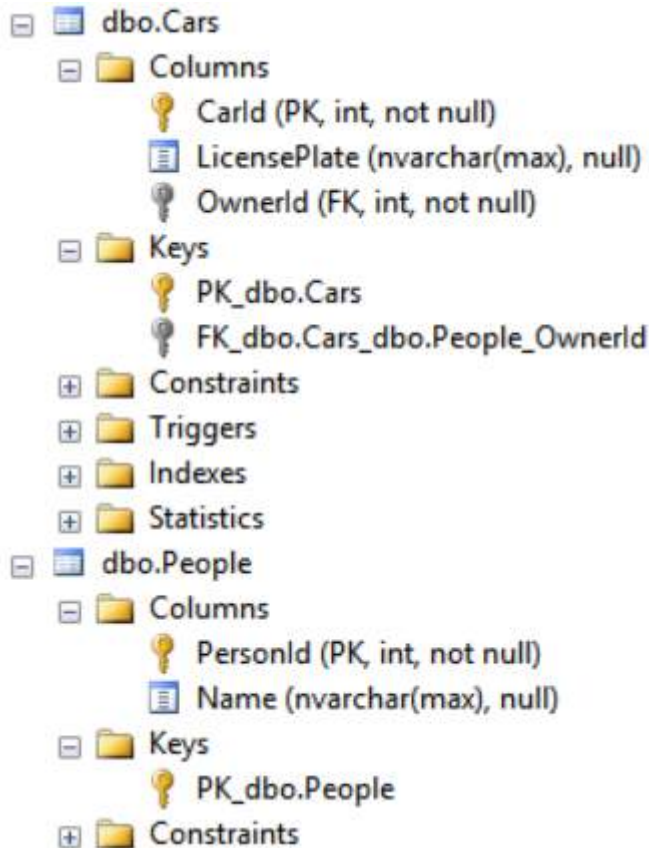 dbo.Cars
Columns
CarId (PK, int, not null)
LicensePlate (nvarchar(max), null)
OwnerId (FK, int, not null)
Keys
PK_dbo.Cars
FK_dbo.Cars_dbo.People_OwnerId
Constraints
Triggers
Indexes
Statistics
dbo.People
Columns
PersonId (PK, int, not null)
Name (nvarchar(max), null)
Keys
PK_dbo.People
Constraints